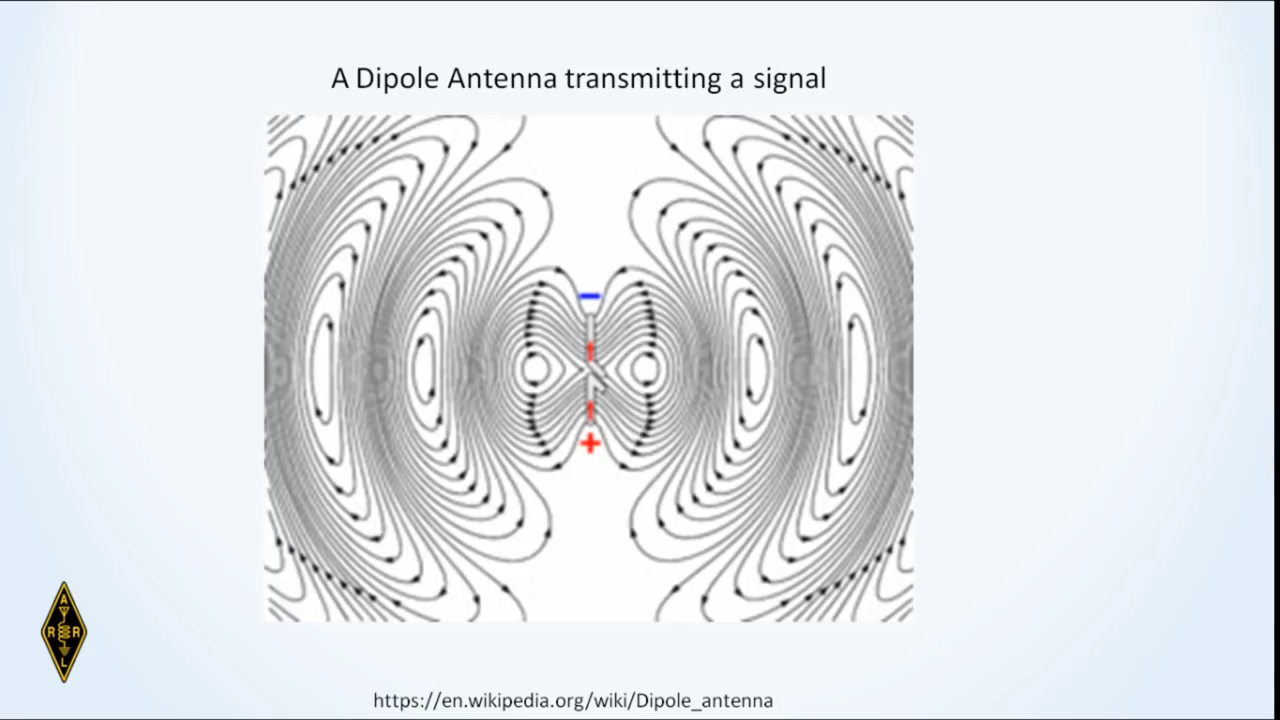 A Dipole Antenna transmitting a signal
−
+
A
R R
L
https://en.wikipedia.org/wiki/Dipole_antenna